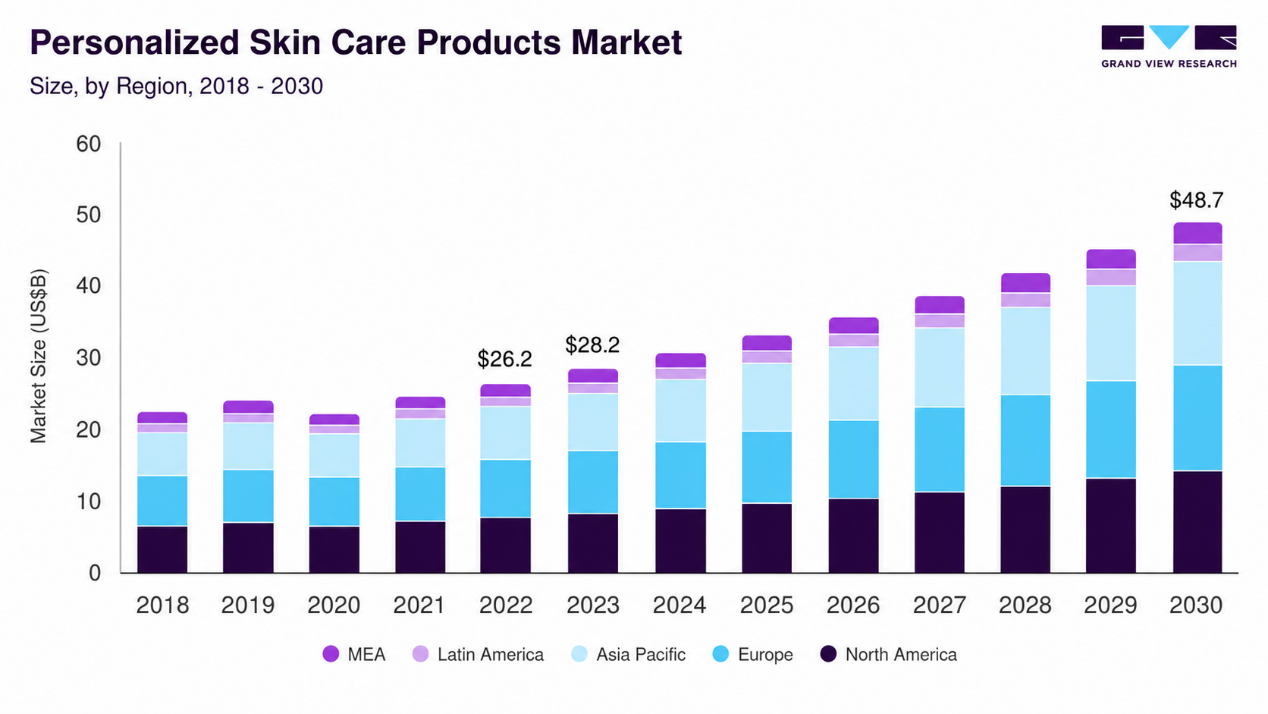 Personalized Skin Care Products Market
Size, by Region, 2018 - 2030
GRAND VIEW RESEARCH
Market Size (US$B)
60
50
40
30
20
10
0
$26.2
$28.2
$48.7
2018 2019 2020 2021 2022 2023 2024 2025 2026 2027 2028 2029 2030
MEA Latin America Asia Pacific Europe North America